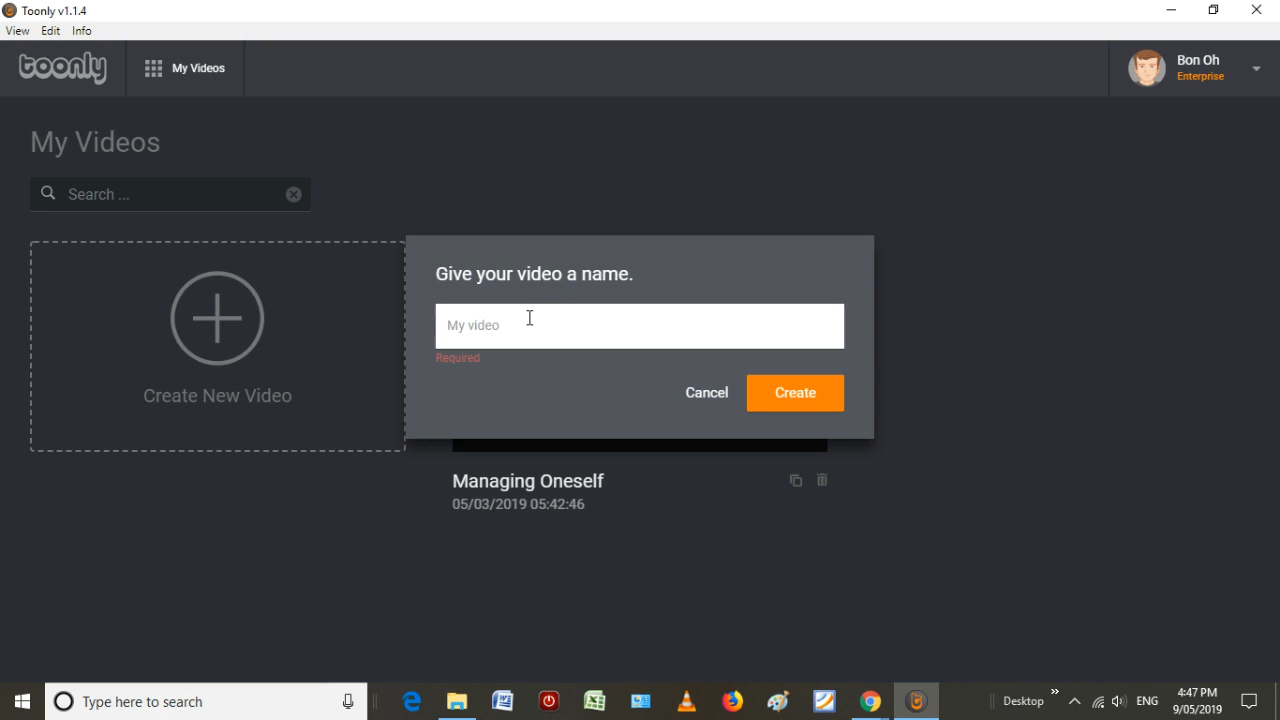 Toonly v1.1.4
View Edit Info
toonly
My Videos
Bon Oh
Enterprise
My Videos
Search ...
Give your video a name.
My video
Required
Cancel
Create
Create New Video
Managing Oneself
05/03/2019 05:42:46
Type here to search
Desktop
ENG
4:47 PM
9/05/2019